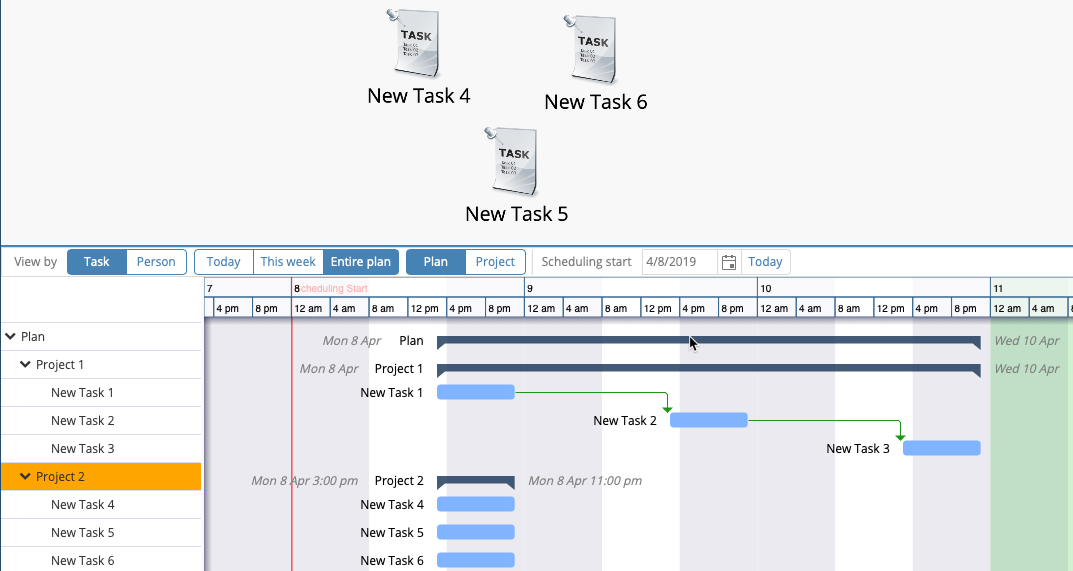 TASK
TASK
New Task 4
New Task 6
TASK
New Task 5
View by Task Person Today This week Entire plan Plan Project Scheduling start 4/8/2019 Today
7 8 cheduling Start 9 10 11
4 pm 8 pm 12 am 4 am 8 am 12 pm 4 pm 8 pm 12 am 4 am 8 am 12 pm 4 pm 8 pm 12 am 4 am 8 am 12 pm 4 pm 8 pm 12 am 4 am
Plan Mon 8 Apr Plan Wed 10 Apr
Project 1 Mon 8 Apr Project 1 Wed 10 Apr
New Task 1 New Task 1
New Task 2 New Task 2
New Task 3 New Task 3
Project 2 Mon 8 Apr 3:00 pm Project 2 Mon 8 Apr 11:00 pm
New Task 4 New Task 4
New Task 5 New Task 5
New Task 6 New Task 6